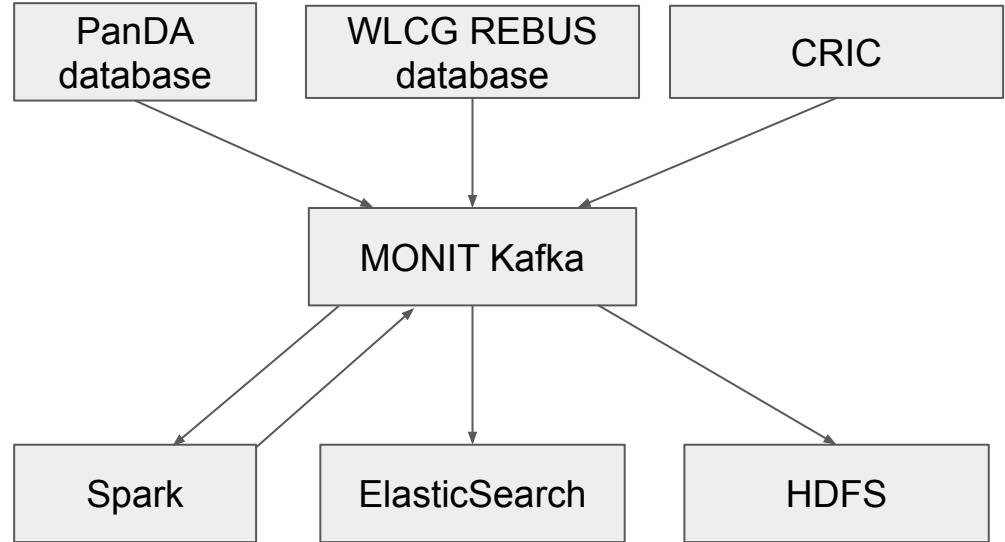 PanDA
database
WLCG REBUS
database
CRIC
MONIT Kafka
Spark
ElasticSearch
HDFS